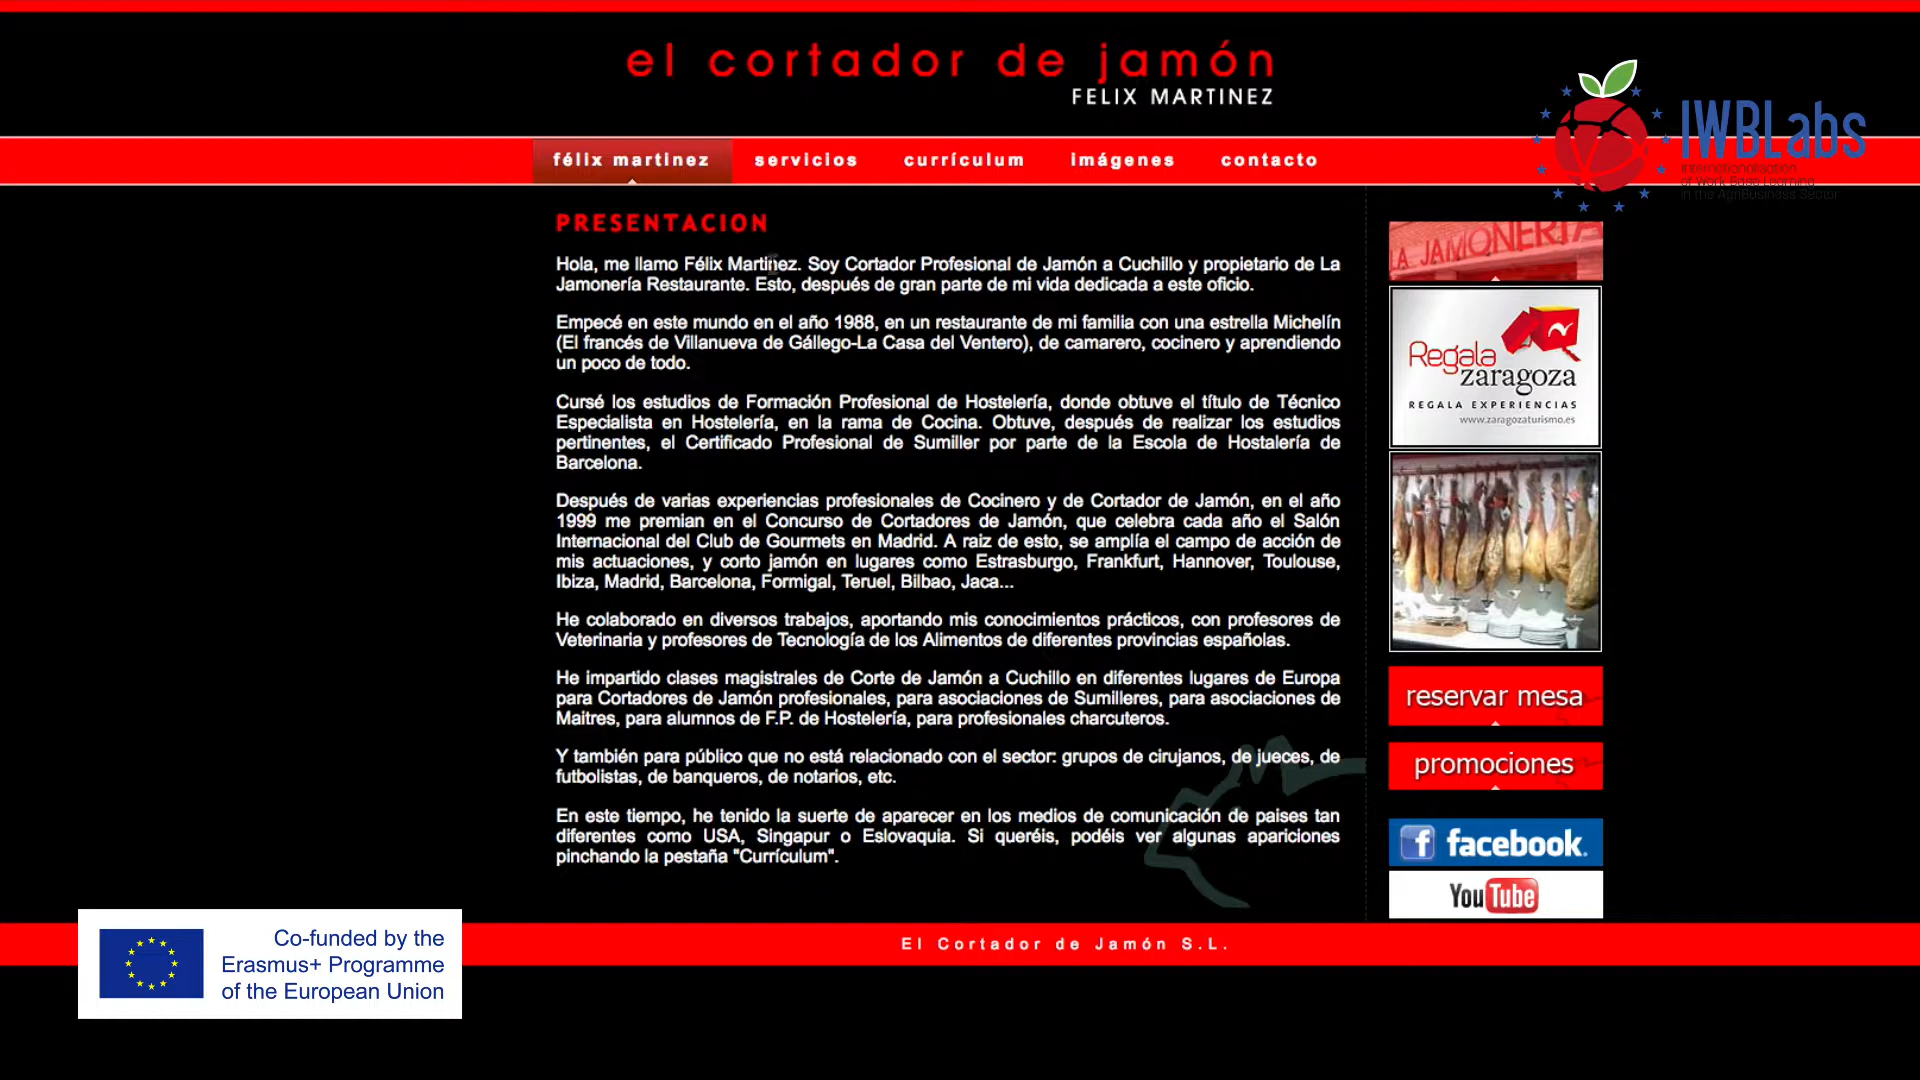 el cortador de jamón
FELIX MARTINEZ
IWBLabs
Internationalisation
of Work Base Learning
in the AgriBusiness Sector
félix martinez
servicios
currículum
imágenes
contacto
PRESENTACION
Hola, me llamo Félix Martinez. Soy Cortador Profesional de Jamón a Cuchillo y propietario de La
Jamonería Restaurante. Esto, después de gran parte de mi vida dedicada a este oficio.
Empecé en este mundo en el año 1988, en un restaurante de mi familia con una estrella Michelín
(El francés de Villanueva de Gállego-La Casa del Ventero), de camarero, cocinero y aprendiendo
un poco de todo.
Cursé los estudios de Formación Profesional de Hostelería, donde obtuve el título de Técnico
Especialista en Hostelería, en la rama de Cocina. Obtuve, después de realizar los estudios
pertinentes, el Certificado Profesional de Sumiller por parte de la Escola de Hostalería de
Barcelona.
Después de varias experiencias profesionales de Cocinero y de Cortador de Jamón, en el año
1999 me premian en el Concurso de Cortadores de Jamón, que celebra cada año el Salón
Internacional del Club de Gourmets en Madrid. A raiz de esto, se amplía el campo de acción de
mis actuaciones, y corto jamón en lugares como Estrasburgo, Frankfurt, Hannover, Toulouse,
Ibiza, Madrid, Barcelona, Formigal, Teruel, Bilbao, Jaca...
He colaborado en diversos trabajos, aportando mis conocimientos prácticos, con profesores de
Veterinaria y profesores de Tecnología de los Alimentos de diferentes provincias españolas.
He impartido clases magistrales de Corte de Jamón a Cuchillo en diferentes lugares de Europa
para Cortadores de Jamón profesionales, para asociaciones de Sumilleres, para asociaciones de
Maitres, para alumnos de F.P. de Hostelería, para profesionales charcuteros.
Y también para público que no está relacionado con el sector: grupos de cirujanos, de jueces, de
futbolistas, de banqueros, de notarios, etc.
En este tiempo, he tenido la suerte de aparecer en los medios de comunicación de paises tan
diferentes como USA, Singapur o Eslovaquia. Si queréis, podéis ver algunas apariciones
pinchando la pestaña "Currículum".
LA JAMONERIA
Regala
zaragoza
REGALA EXPERIENCIAS
www.zaragozaturismo.es
reservar mesa
promociones
facebook.
YouTube
El Cortador de Jamón S.L.
Co-funded by the
Erasmus+ Programme
of the European Union